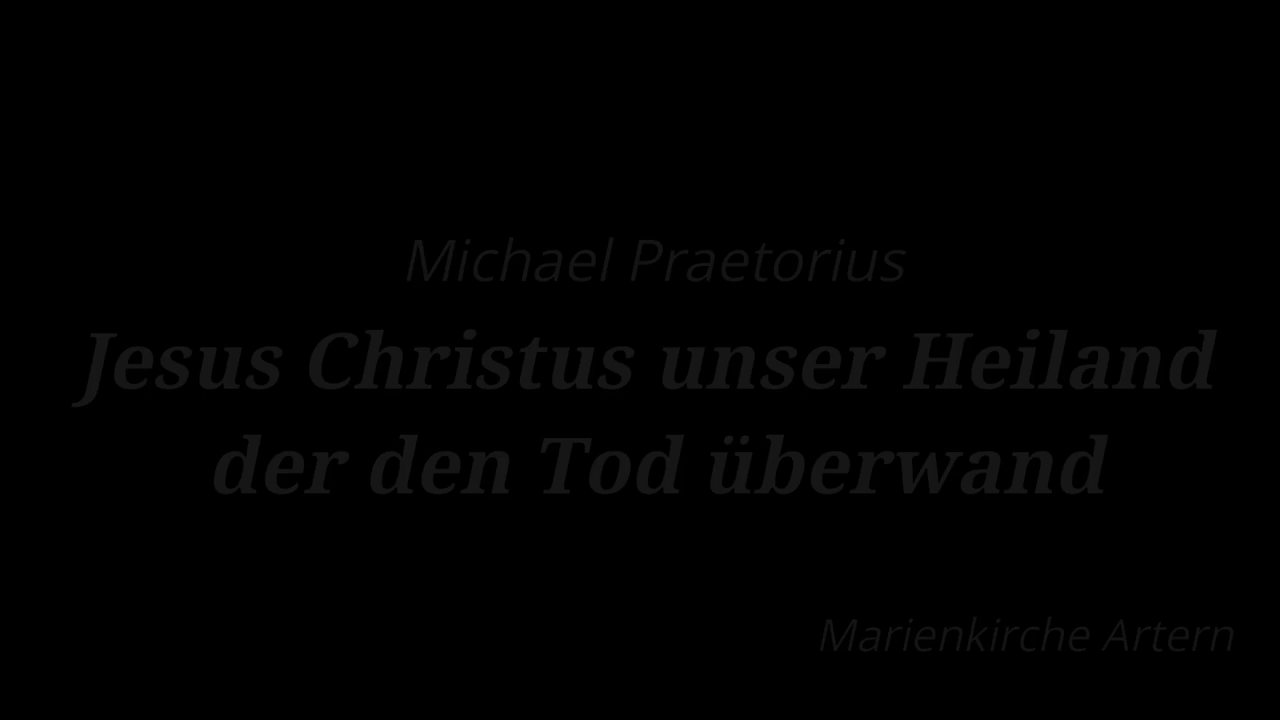 Michael Praetorius
Jesus Christus unser Heiland
der den Tod überwand
Marienkirche Artern